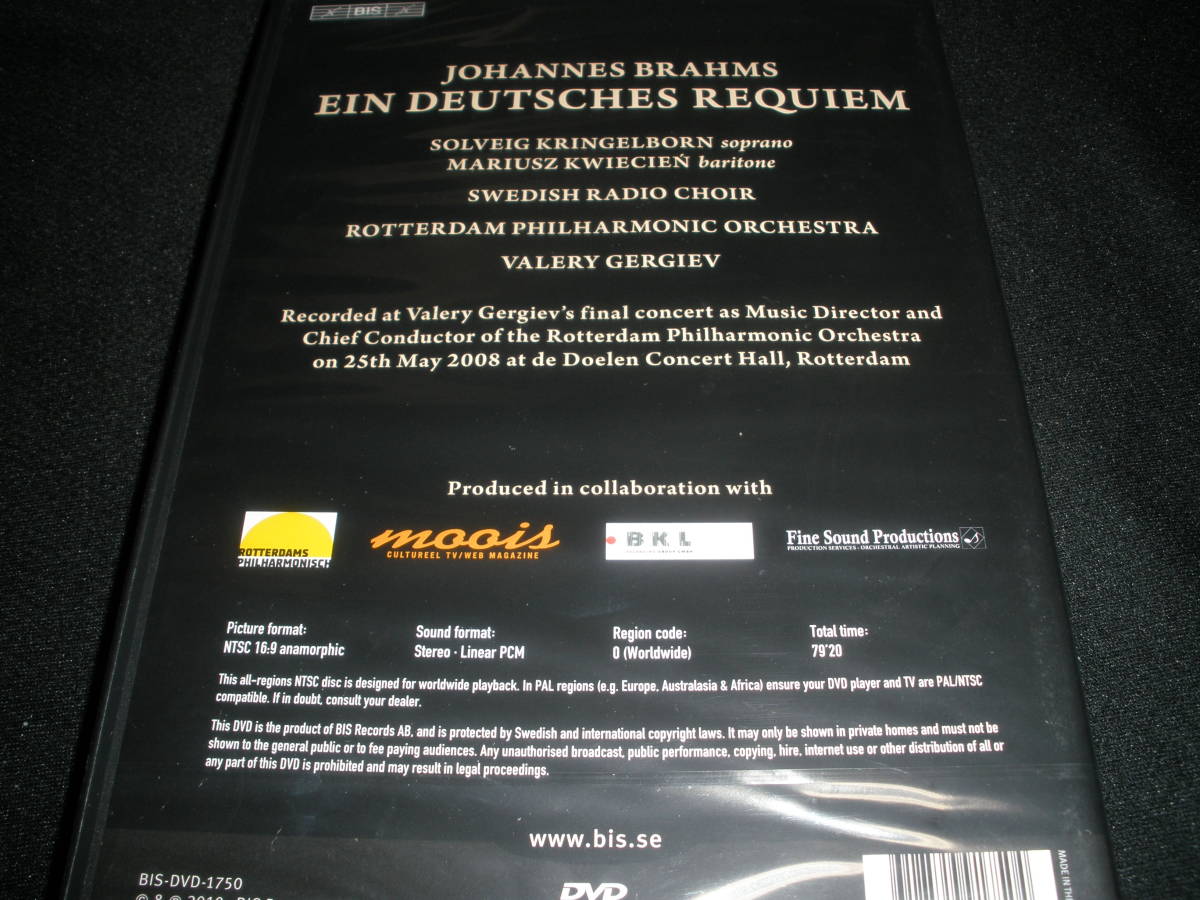 BIS
JOHANNES BRAHMS
EIN DEUTSCHES REQUIEM
SOLVEIG KRINGELBORN soprano
MARIUSZ KWIECIEŃ baritone
SWEDISH RADIO CHOIR
ROTTERDAM PHILHARMONIC ORCHESTRA
VALERY GERGIEV
Recorded at Valery Gergiev's final concert as Music Director and
Chief Conductor of the Rotterdam Philharmonic Orchestra
on 25th May 2008 at de Doelen Concert Hall, Rotterdam
Produced in collaboration with
ROTTERDAMS
PHILHARMONISCH
moois
CULTUREEL TV/WEB MAGAZINE
BKL
Fine Sound Productions
PRODUCTION SERVICES - ORCHESTRAL ARTISTIC PLANNING
Picture format:
NTSC 16:9 anamorphic
Sound format:
Stereo · Linear PCM
Region code:
0 (Worldwide)
Total time:
79'20
This all-regions NTSC disc is designed for worldwide playback. In PAL regions (e.g. Europe, Australasia & Africa) ensure your DVD player and TV are PAL/NTSC
compatible. If in doubt, consult your dealer.
This DVD is the product of BIS Records AB, and is protected by Swedish and international copyright laws. It may only be shown in private homes and must not be
shown to the general public or to fee paying audiences. Any unauthorised broadcast, public performance, copying, hire, internet use or other distribution of all or
any part of this DVD is prohibited and may result in legal proceedings.
www.bis.se
BIS-DVD-1750
DVD
MADE IN